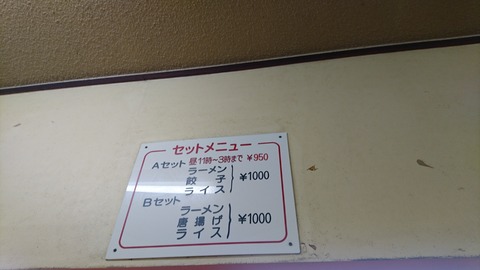 セットメニュー
Aセット 昼11時～3時まで ¥950
ラーメン
餃子
ライス
¥1000
Bセット
ラーメン
唐揚げ
ライス
¥1000